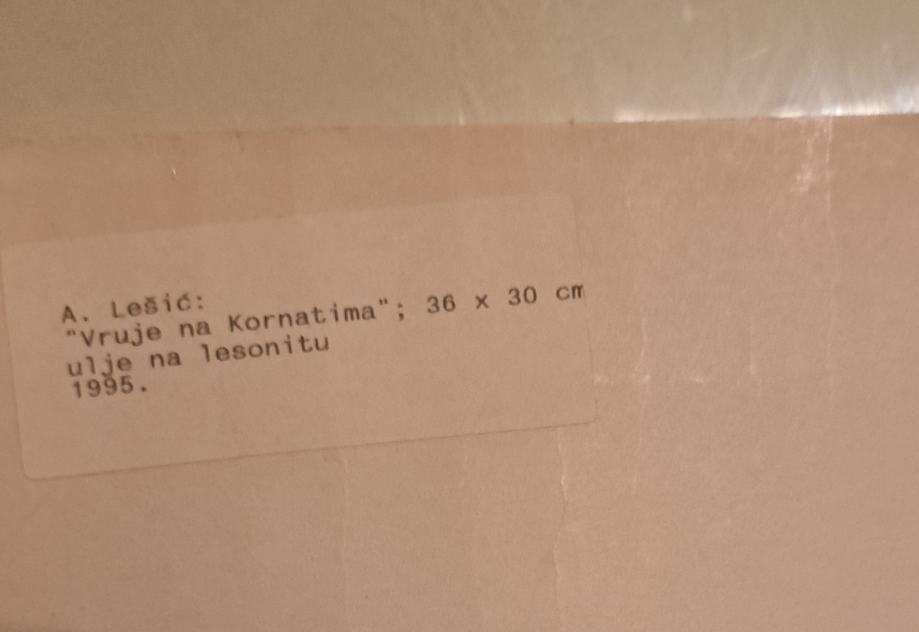 A. Lešić:
"Vruje na Kornatima"; 36 x 30 cm
ulje na lesonitu
1995.